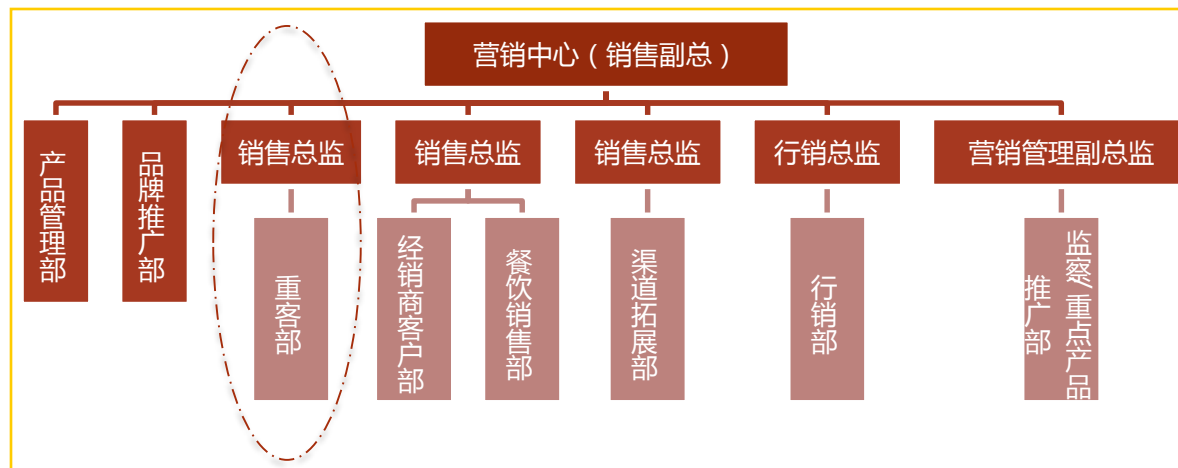 营销中心（销售副总）
产品管理部
品牌推广部
销售总监
销售总监
销售总监
行销总监
营销管理副总监
重客部
经销商客户部
餐饮销售部
渠道拓展部
行销部
监察/重点产品
推广部